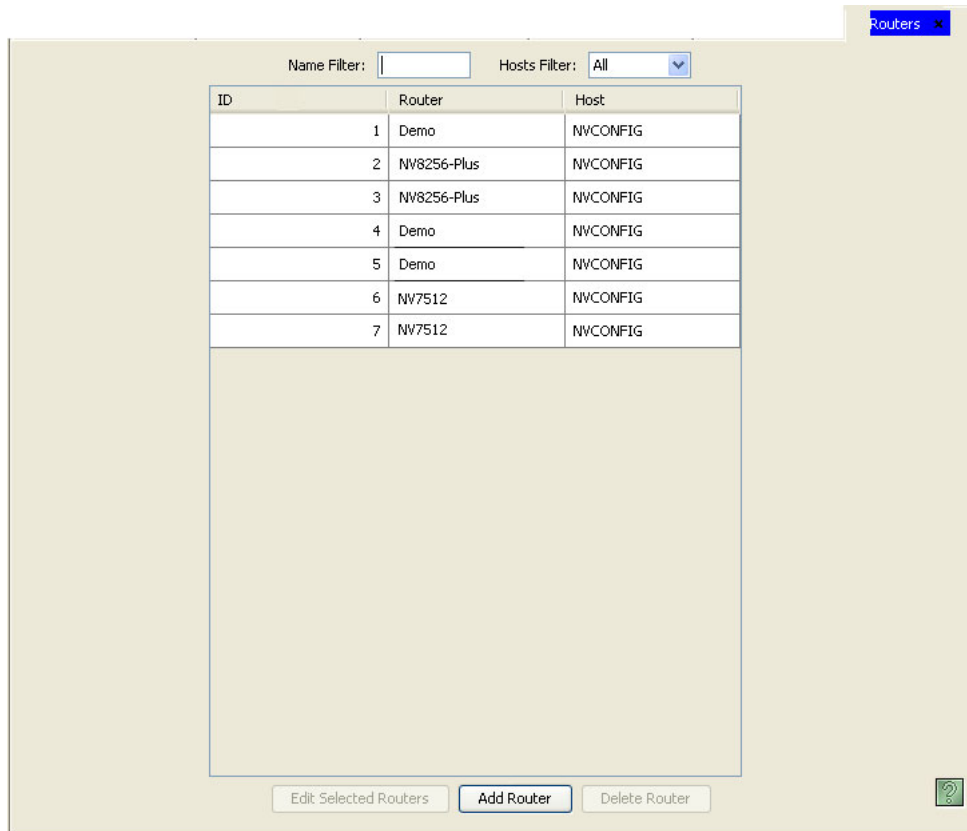 Routers x
Name Filter: Hosts Filter: All
ID Router Host
1 Demo NVCONFIG
2 NV8256-Plus NVCONFIG
3 NV8256-Plus NVCONFIG
4 Demo NVCONFIG
5 Demo NVCONFIG
6 NV7512 NVCONFIG
7 NV7512 NVCONFIG
Edit Selected Routers Add Router Delete Router ?